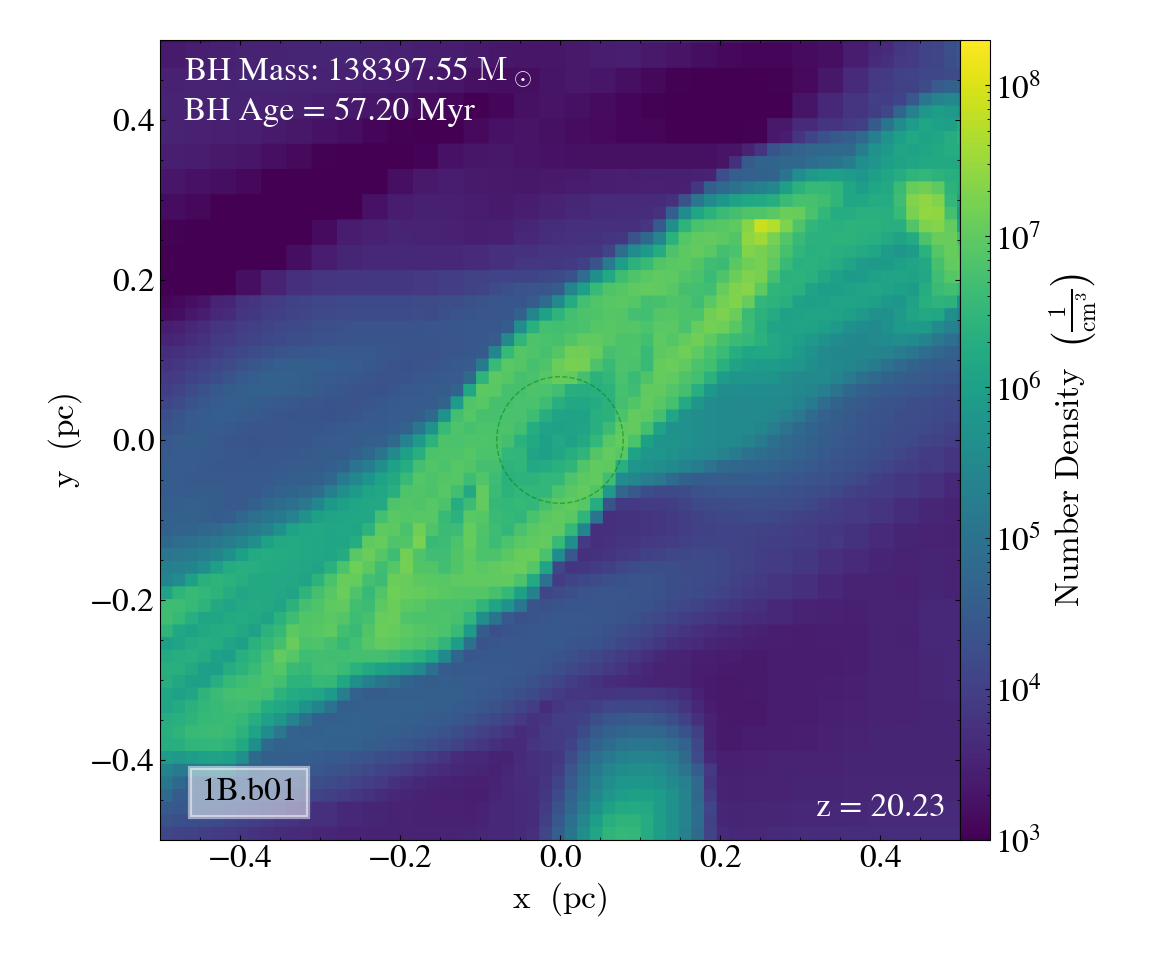 BH Mass: 138397.55 M⊙
BH Age = 57.20 Myr
0.4
0.2
0.0
−0.2
−0.4
y (pc)
1B.b01
z = 20.23
−0.4 −0.2 0.0 0.2 0.4
x (pc)
10⁸
10⁷
10⁶
10⁵
10⁴
10³
Number Density (1/cm³)